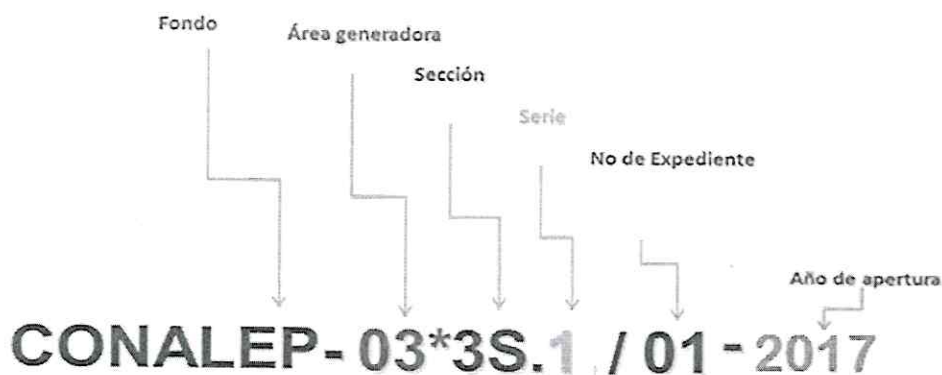 Fondo
Área generadora
Sección
Serie
No de Expediente
Año de apertura
CONALEP- 03*3S.1 / 01 - 2017